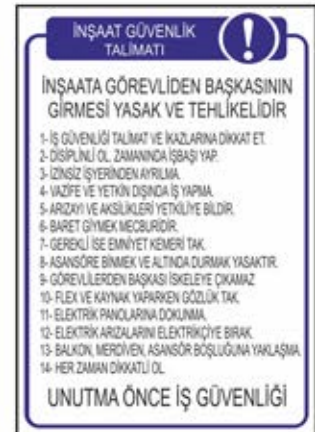 İNŞAAT GÜVENLİK
TALİMATI
!
İNŞAATA GÖREVLİDEN BAŞKASININ
GİRMESİ YASAK VE TEHLİKELİDİR
1- İŞ GÜVENLİĞİ TALİMAT VE İKAZLARINA DİKKAT ET.
2- DİSİPLİNLİ OL. ZAMANINDA İŞBAŞI YAP.
3- İZİNSİZ İŞYERİNDEN AYRILMA.
4- VAZİFE VE YETKİN DIŞINDA İŞ YAPMA.
5- ARIZAYI VE AKSİLİKLERİ YETKİLİYE BİLDİR.
6- BARET GİYMEK MECBURİDİR.
7- GEREKLİ İSE EMNİYET KEMERİ TAK.
8- ASANSÖRE BİNMEK VE ALTINDA DURMAK YASAKTIR.
9- GÖREVLİLERDEN BAŞKASI İSKELEYE ÇIKAMAZ
10- FLEX VE KAYNAK YAPARKEN GÖZLÜK TAK.
11- ELEKTRİK PANOLARINA DOKUNMA.
12- ELEKTRİK ARIZALARINI ELEKTRİKÇİYE BIRAK.
13- BALKON, MERDİVEN, ASANSÖR BOŞLUĞUNA YAKLAŞMA.
14- HER ZAMAN DİKKATLİ OL.
UNUTMA ÖNCE İŞ GÜVENLİĞİ